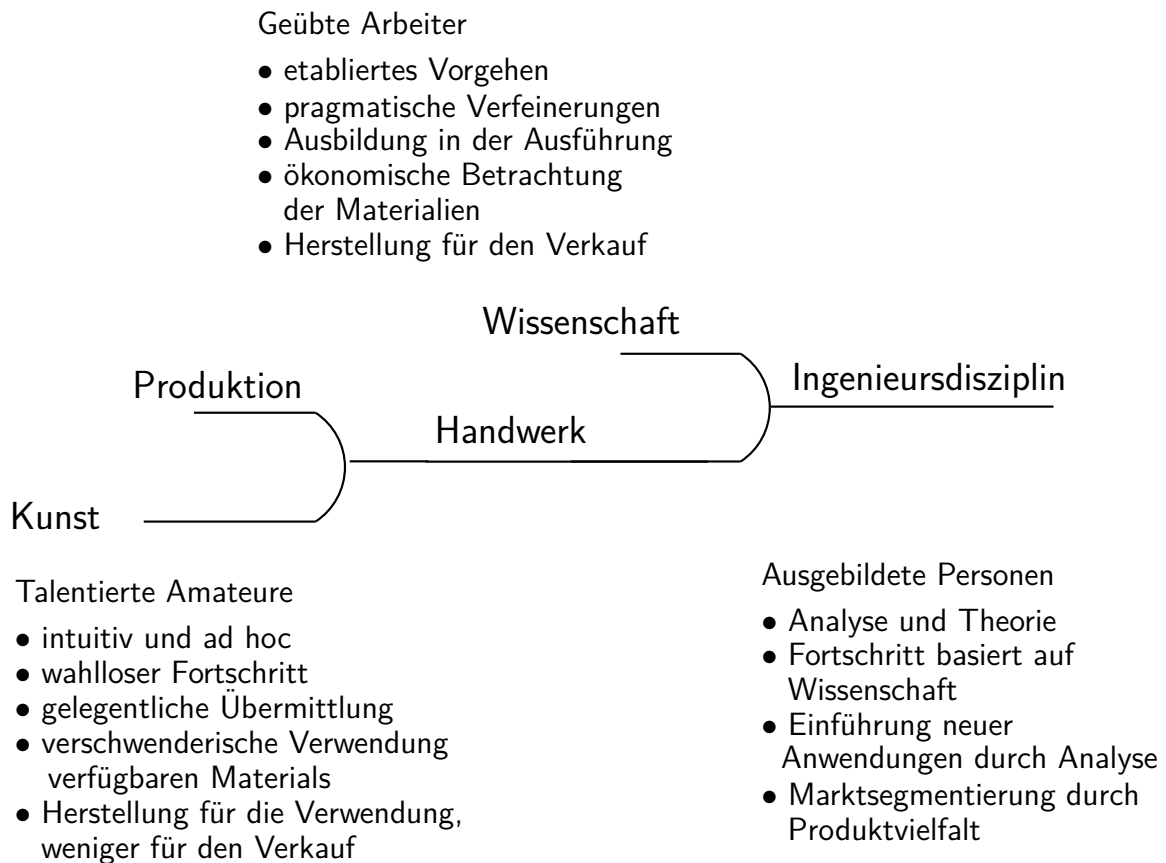 Geübte Arbeiter
• etabliertes Vorgehen
• pragmatische Verfeinerungen
• Ausbildung in der Ausführung
• ökonomische Betrachtung
der Materialien
• Herstellung für den Verkauf
Wissenschaft
Produktion
Ingenieursdisziplin
Handwerk
Kunst
Talentierte Amateure
• intuitiv und ad hoc
• wahlloser Fortschritt
• gelegentliche Übermittlung
• verschwenderische Verwendung
verfügbaren Materials
• Herstellung für die Verwendung,
weniger für den Verkauf
Ausgebildete Personen
• Analyse und Theorie
• Fortschritt basiert auf
Wissenschaft
• Einführung neuer
Anwendungen durch Analyse
• Marktsegmentierung durch
Produktvielfalt